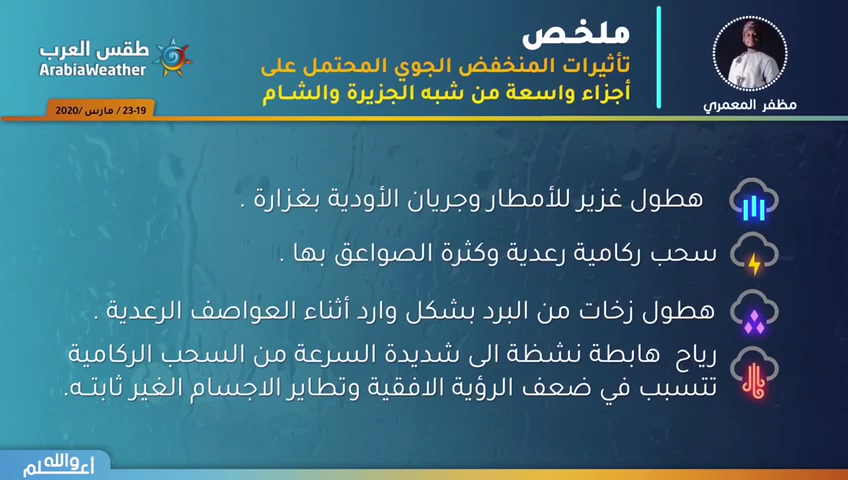 ملخص
تأثيرات المنخفض الجوي المحتمل على
أجزاء واسعة من شبه الجزيرة والشام
مظفر المعمري
طقس العرب
ArabiaWeather
23-19 / مارس /2020
هطول غزير للأمطار وجريان الأودية بغزارة .
سحب ركامية رعدية وكثرة الصواعق بها .
هطول زخات من البرد بشكل وارد أثناء العواصف الرعدية .
رياح هابطة نشظة الى شديدة السرعة من السحب الركامية
تتسبب في ضعف الرؤية الافقية وتطاير الاجسام الغير ثابتـه.
والله
أعلم